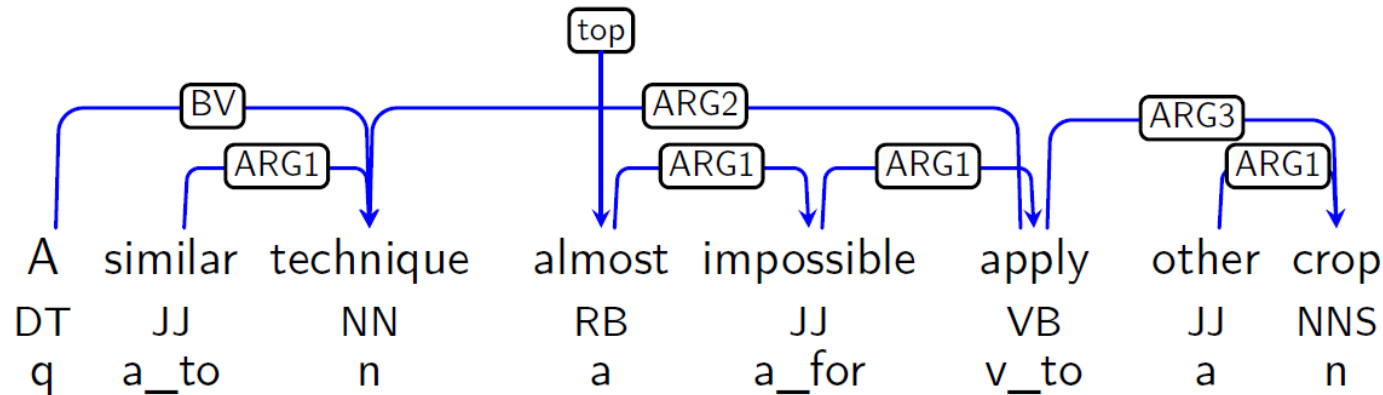 top
BV ARG2 ARG3
ARG1 ARG1 ARG1 ARG1
A similar technique almost impossible apply other crop
DT JJ NN RB JJ VB JJ NNS
q a_to n a a_for v_to a n